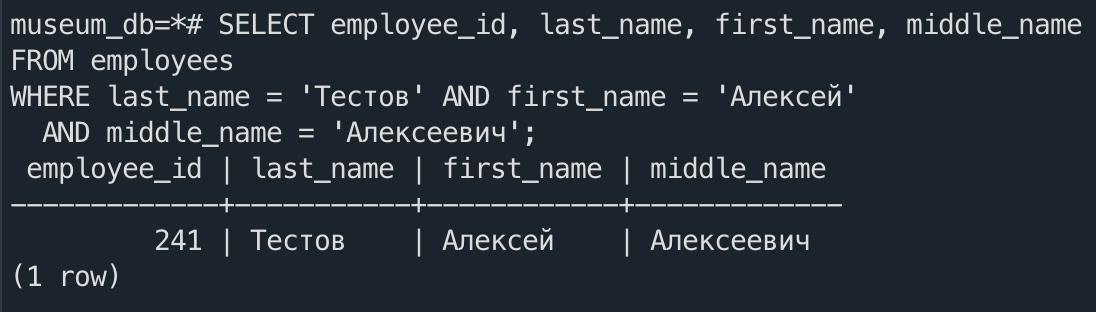 museum_db=*# SELECT employee_id, last_name, first_name, middle_name
FROM employees
WHERE last_name = 'Тестов' AND first_name = 'Алексей'
  AND middle_name = 'Алексеевич';
 employee_id | last_name | first_name | middle_name
-------------+-----------+------------+-------------
         241 | Тестов    | Алексей    | Алексеевич
(1 row)